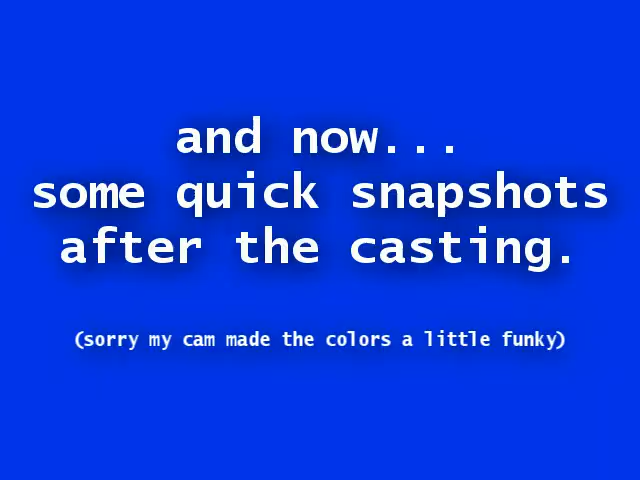 and now...
some quick snapshots
after the casting.
(sorry my cam made the colors a little funky)